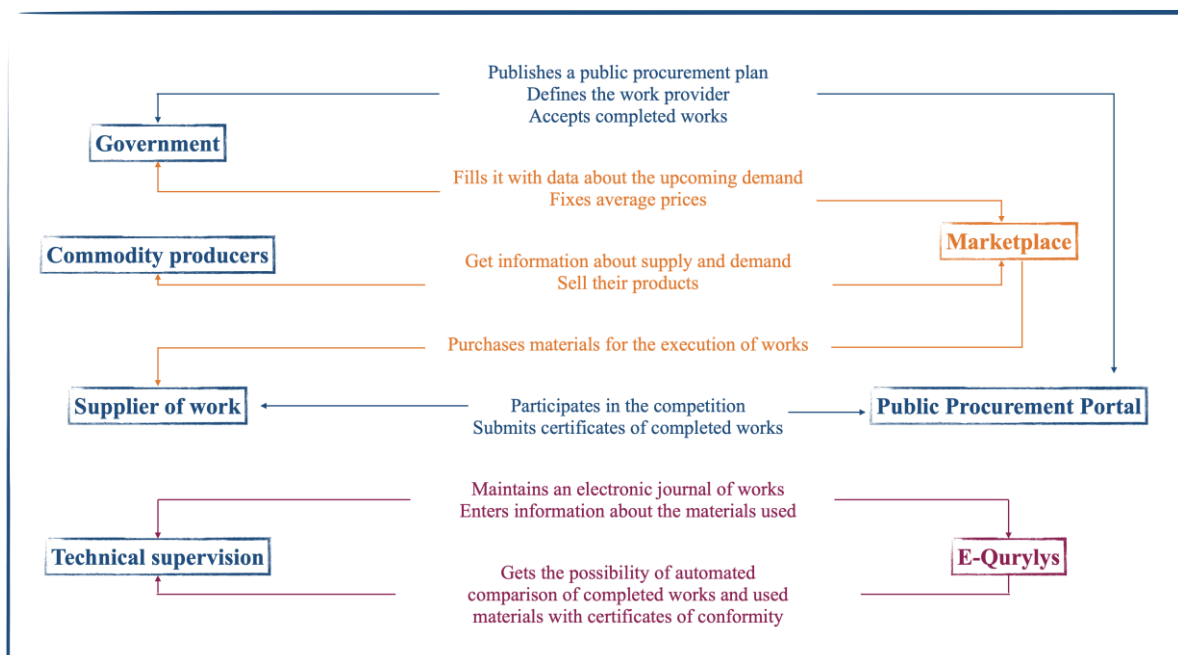 Publishes a public procurement plan
Defines the work provider
Accepts completed works
Government
Fills it with data about the upcoming demand
Fixes average prices
Marketplace
Commodity producers
Get information about supply and demand
Sell their products
Purchases materials for the execution of works
Supplier of work
Participates in the competition
Submits certificates of completed works
Public Procurement Portal
Maintains an electronic journal of works
Enters information about the materials used
Technical supervision
E-Qurylys
Gets the possibility of automated
comparison of completed works and used
materials with certificates of conformity